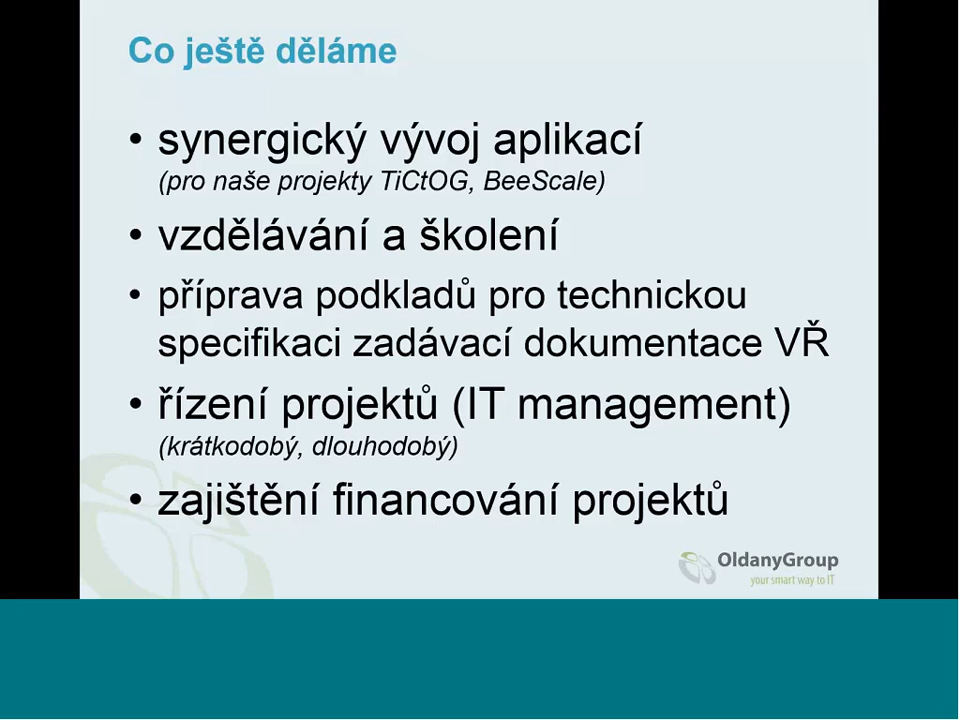 Co ještě děláme
• synergický vývoj aplikací
(pro naše projekty TiCtOG, BeeScale)
• vzdělávání a školení
• příprava podkladů pro technickou
specifikaci zadávací dokumentace VŘ
• řízení projektů (IT management)
(krátkodobý, dlouhodobý)
• zajištění financování projektů
OldanyGroup
your smart way to IT